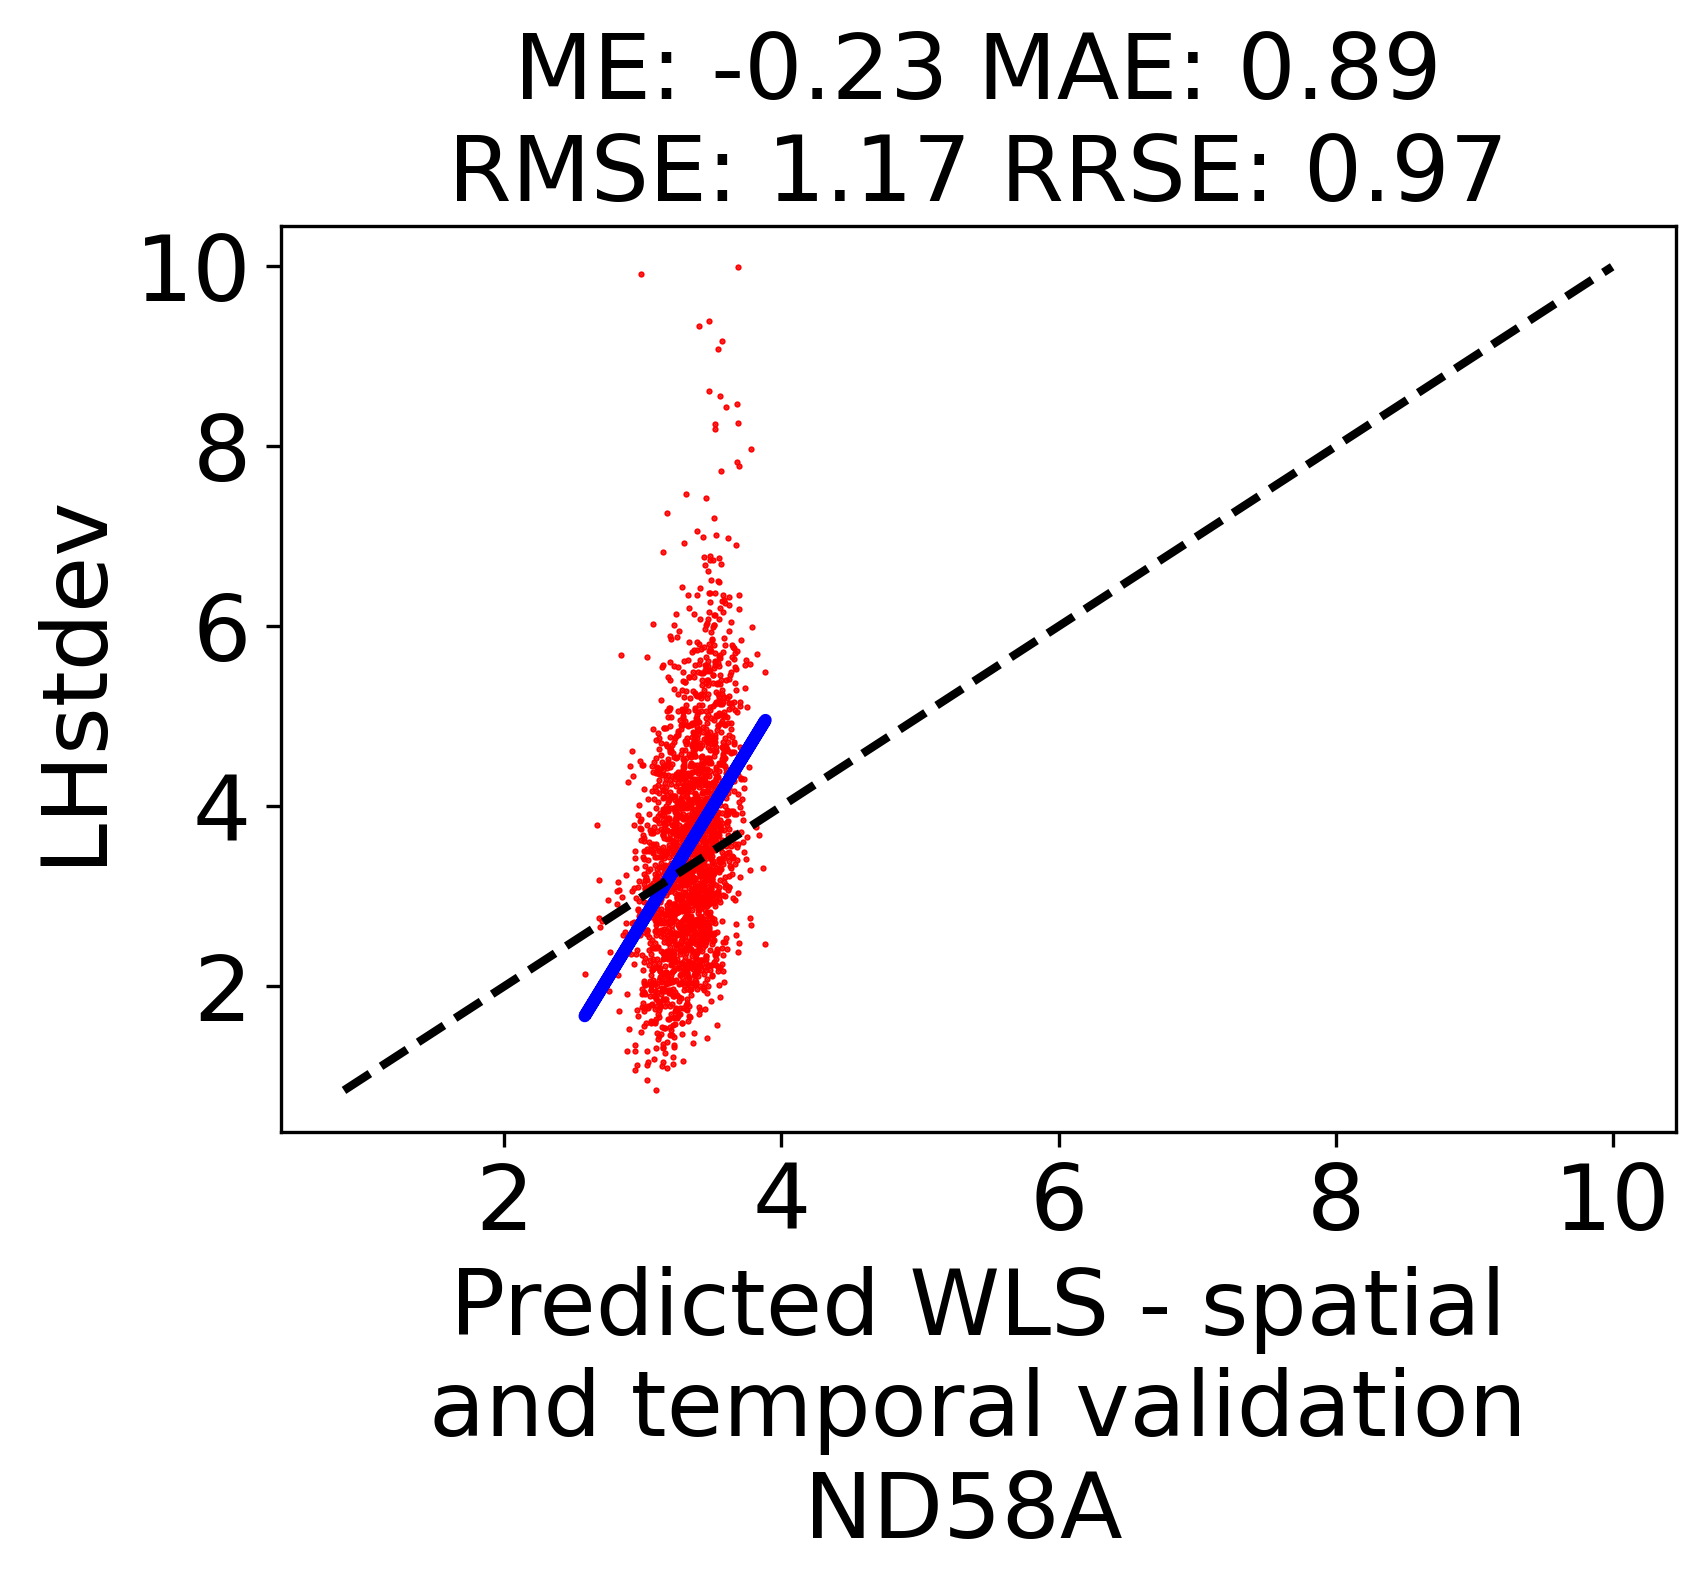 ME: -0.23 MAE: 0.89
RMSE: 1.17 RRSE: 0.97
10
8
6
4
2
LHstdev
2 4 6 8 10
Predicted WLS - spatial
and temporal validation
ND58A